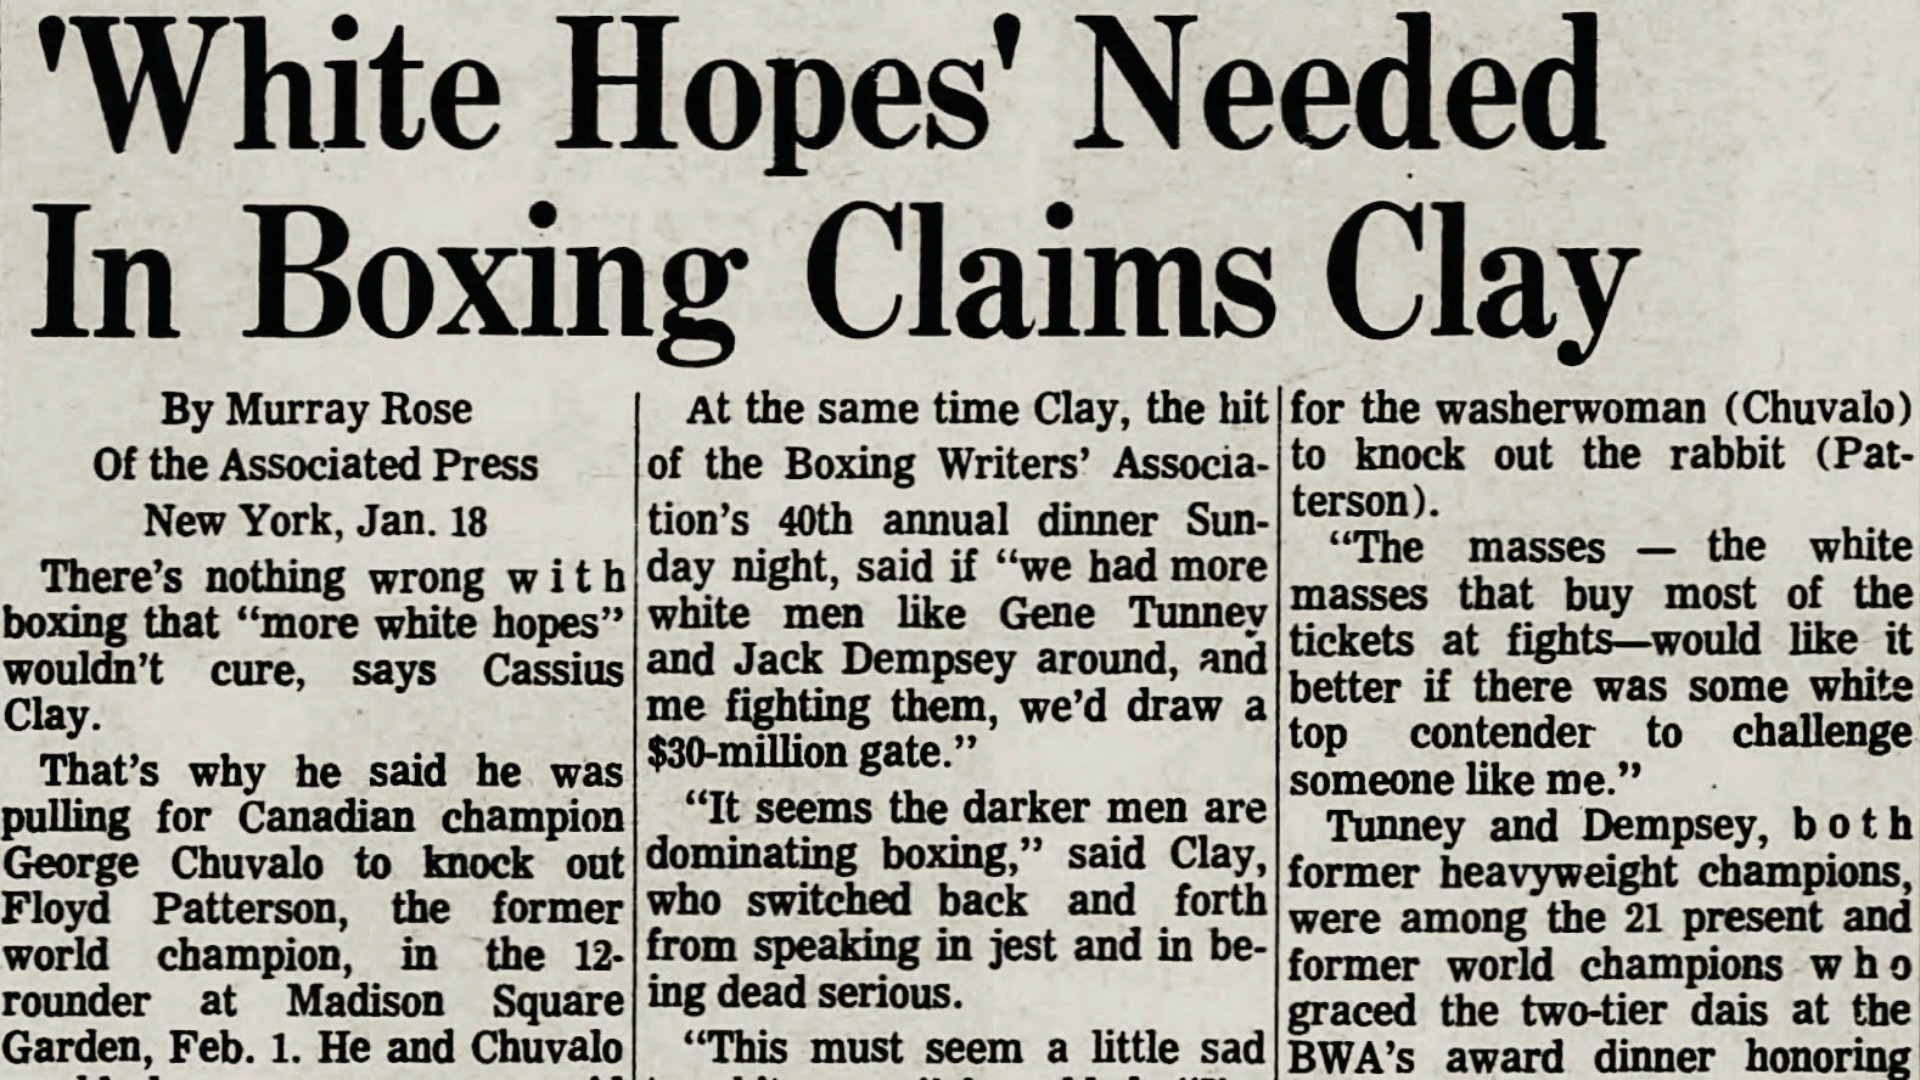 'White Hopes' Needed
In Boxing Claims Clay
By Murray Rose
Of the Associated Press
New York, Jan. 18
There's nothing wrong with
boxing that “more white hopes”
wouldn't cure, says Cassius
Clay.
That's why he said he was
pulling for Canadian champion
George Chuvalo to knock out
Floyd Patterson, the former
world champion, in the 12-
rounder at Madison Square
Garden, Feb. 1. He and Chuvalo
At the same time Clay, the hit
of the Boxing Writers’ Associa-
tion's 40th annual dinner Sun-
day night, said if “we had more
white men like Gene Tunney
and Jack Dempsey around, and
me fighting them, we'd draw a
$30-million gate.”
“It seems the darker men are
dominating boxing,” said Clay,
who switched back and forth
from speaking in jest and in be-
ing dead serious.
“This must seem a little sad
for the washerwoman (Chuvalo)
to knock out the rabbit (Pat-
terson).
“The masses — the white
masses that buy most of the
tickets at fights—would like it
better if there was some white
top contender to challenge
someone like me.”
Tunney and Dempsey, both
former heavyweight champions,
were among the 21 present and
former world champions who
graced the two-tier dais at the
BWA's award dinner honoring